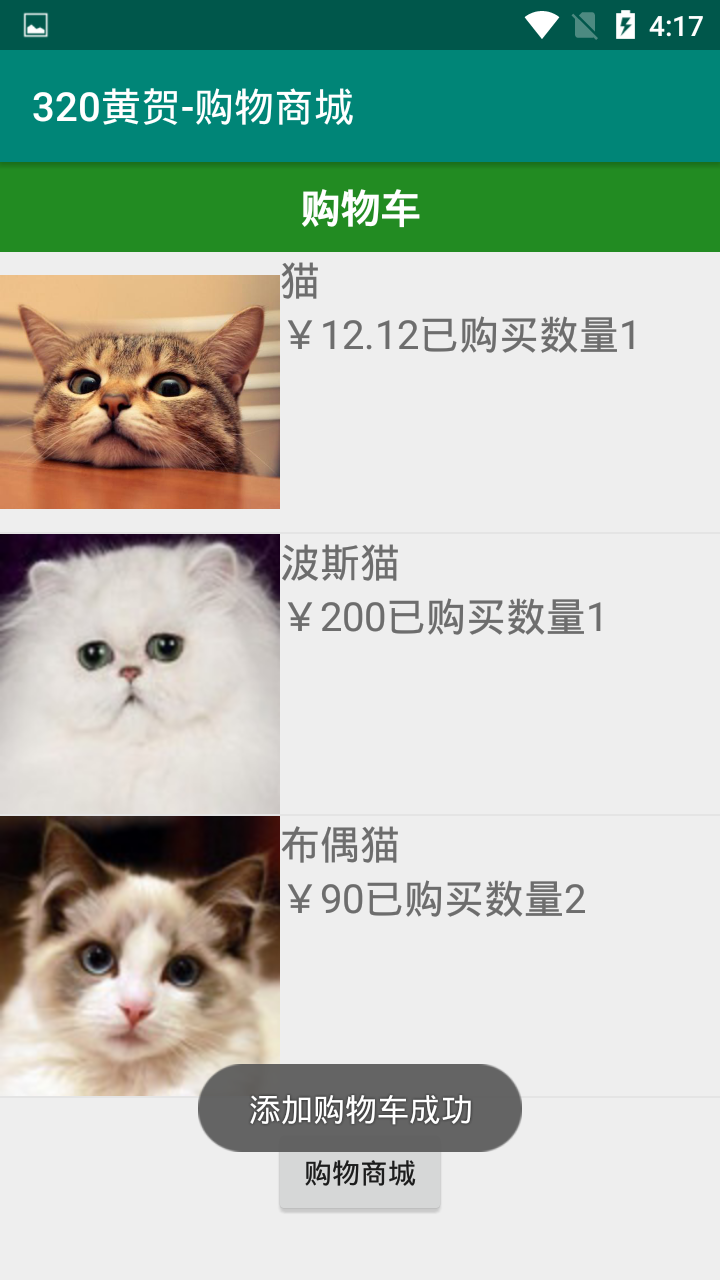 4:17
320黄贺-购物商城
购物车
猫
￥12.12已购买数量1
波斯猫
￥200已购买数量1
布偶猫
￥90已购买数量2
添加购物车成功
购物商城